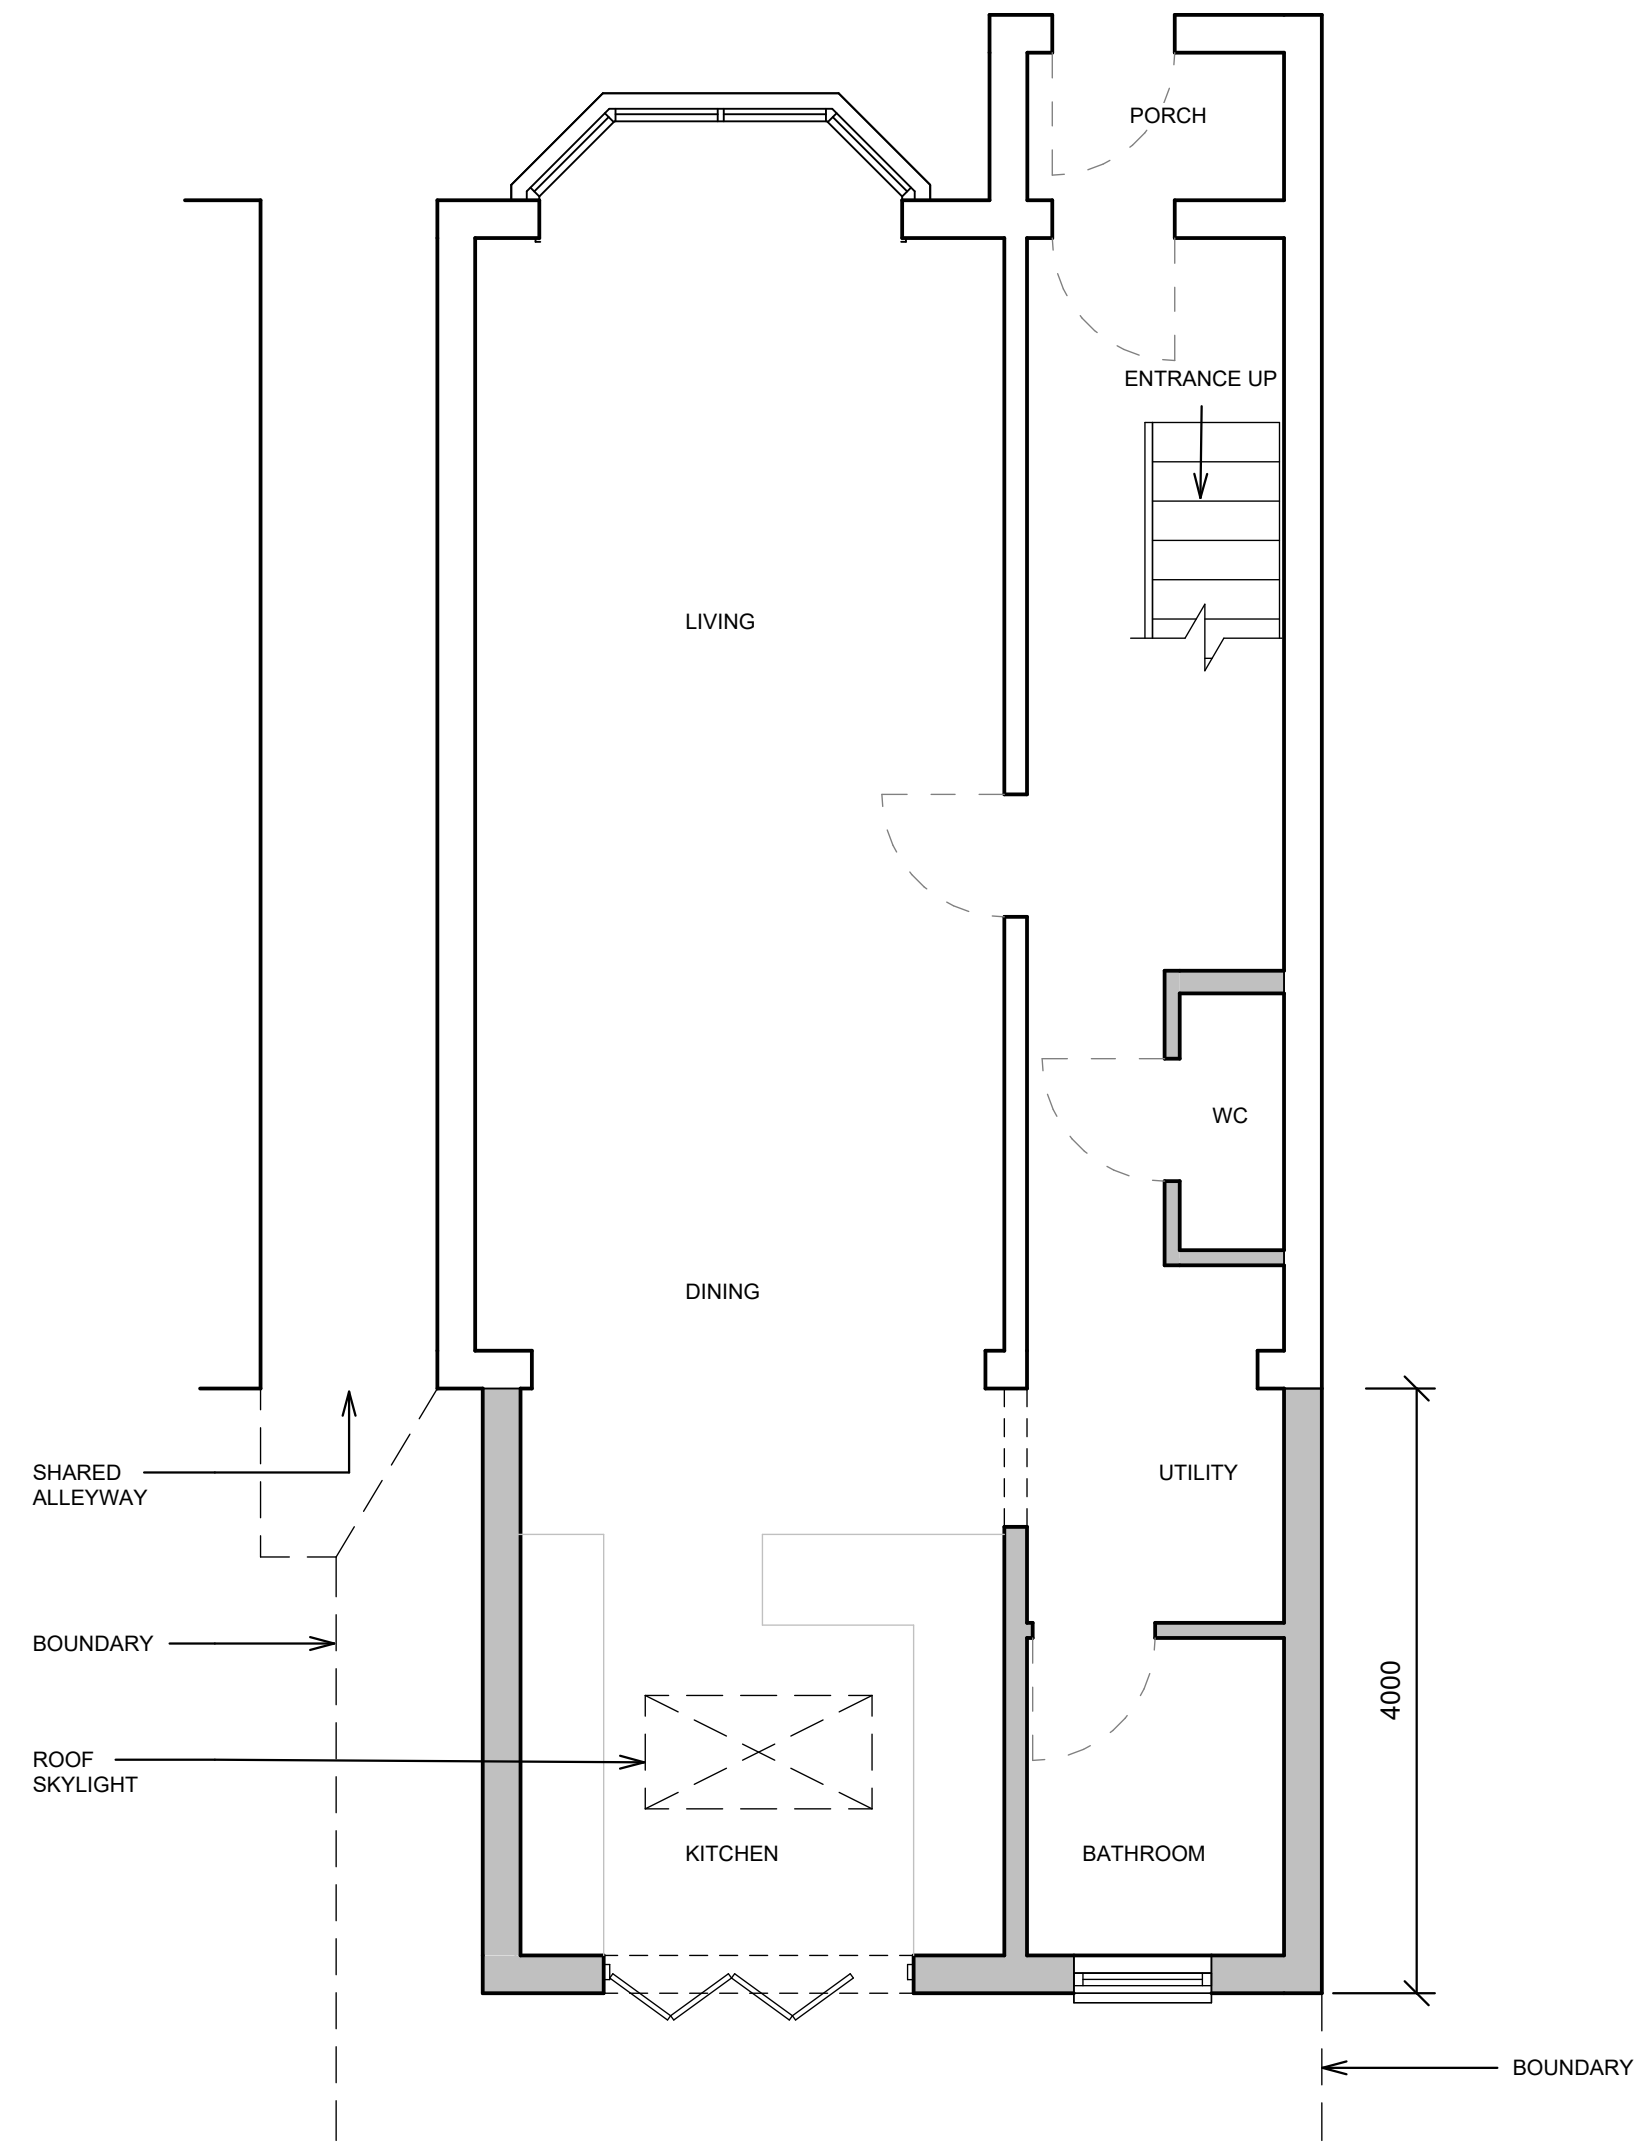 PORCH
ENTRANCE UP
LIVING
WC
DINING
SHARED
ALLEYWAY
UTILITY
BOUNDARY
4000
ROOF
SKYLIGHT
KITCHEN
BATHROOM
BOUNDARY